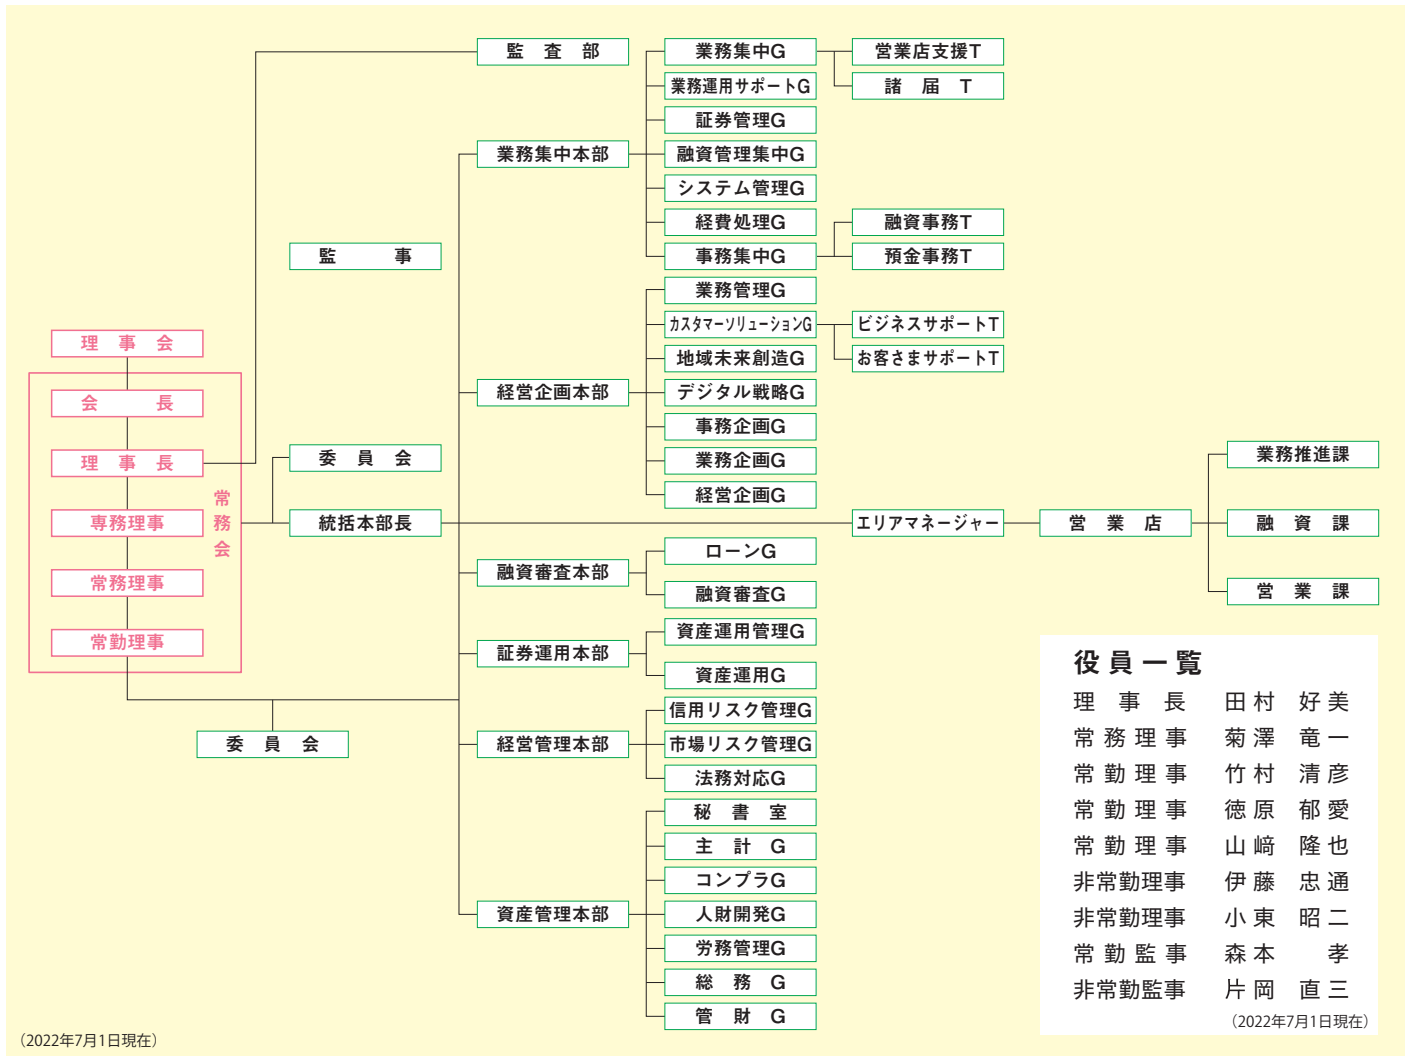 理事会
会長
理事長
専務理事
常務理事
常勤理事
常務会
監事
委員会
統括本部長
委員会
監査部
業務集中本部
業務集中G
営業店支援T
諸届T
業務運用サポートG
証券管理G
融資管理集中G
システム管理G
経費処理G
事務集中G
融資事務T
預金事務T
経営企画本部
業務管理G
カスタマーソリューションG
ビジネスサポートT
お客さまサポートT
地域未来創造G
デジタル戦略G
事務企画G
業務企画G
経営企画G
エリアマネージャー
営業店
業務推進課
融資課
営業課
融資審査本部
ローンG
融資審査G
証券運用本部
資産運用管理G
資産運用G
経営管理本部
信用リスク管理G
市場リスク管理G
法務対応G
資産管理本部
秘書室
主計G
コンプラG
人財開発G
労務管理G
総務G
管財G
役員一覧
理事長 田村 好美
常務理事 菊澤 竜一
常勤理事 竹村 清彦
常勤理事 徳原 郁愛
常勤理事 山﨑 隆也
非常勤理事 伊藤 忠通
非常勤理事 小東 昭二
常勤監事 森本 孝
非常勤監事 片岡 直三
（2022年7月1日現在）
（2022年7月1日現在）